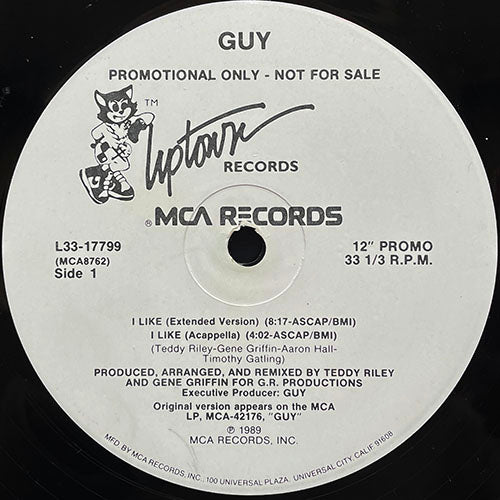 GUY
PROMOTIONAL ONLY - NOT FOR SALE
TM
Uptown
RECORDS
® MCA RECORDS
L33-17799
(MCA8762)
Side 1
12" PROMO
33 1/3 R.P.M.
I LIKE (Extended Version) (8:17-ASCAP/BMI)
I LIKE (Acappella) (4:02-ASCAP/BMI)
(Teddy Riley-Gene Griffin-Aaron Hall-
Timothy Gatling)
PRODUCED, ARRANGED, AND REMIXED BY TEDDY RILEY
AND GENE GRIFFIN FOR G.R. PRODUCTIONS
Executive Producer: GUY
Original version appears on the MCA
LP, MCA-42176, "GUY"
℗ 1989
MCA RECORDS, INC.
MFG. BY MCA RECORDS, INC., 100 UNIVERSAL PLAZA, UNIVERSAL CITY, CALIF. 91608